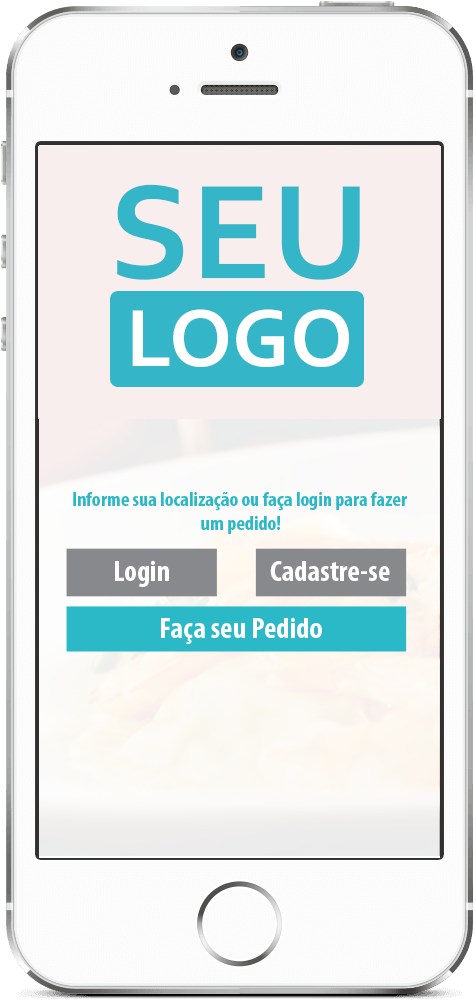 SEU
LOGO
Informe sua localização ou faça login para fazer
um pedido!
Login
Cadastre-se
Faça seu Pedido